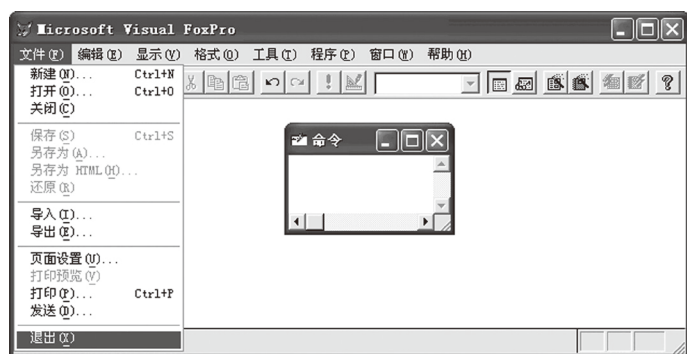 Microsoft Visual FoxPro
文件(F) 编辑(E) 显示(V) 格式(O) 工具(T) 程序(P) 窗口(W) 帮助(H)
新建(N)... Ctrl+N
打开(O)... Ctrl+O
关闭(C)
保存(S) Ctrl+S
另存为(A)...
另存为 HTML(H)...
还原(R)
导入(I)...
导出(E)...
页面设置(U)...
打印预览(V)
打印(P)... Ctrl+P
发送(D)...
退出(X)
命令